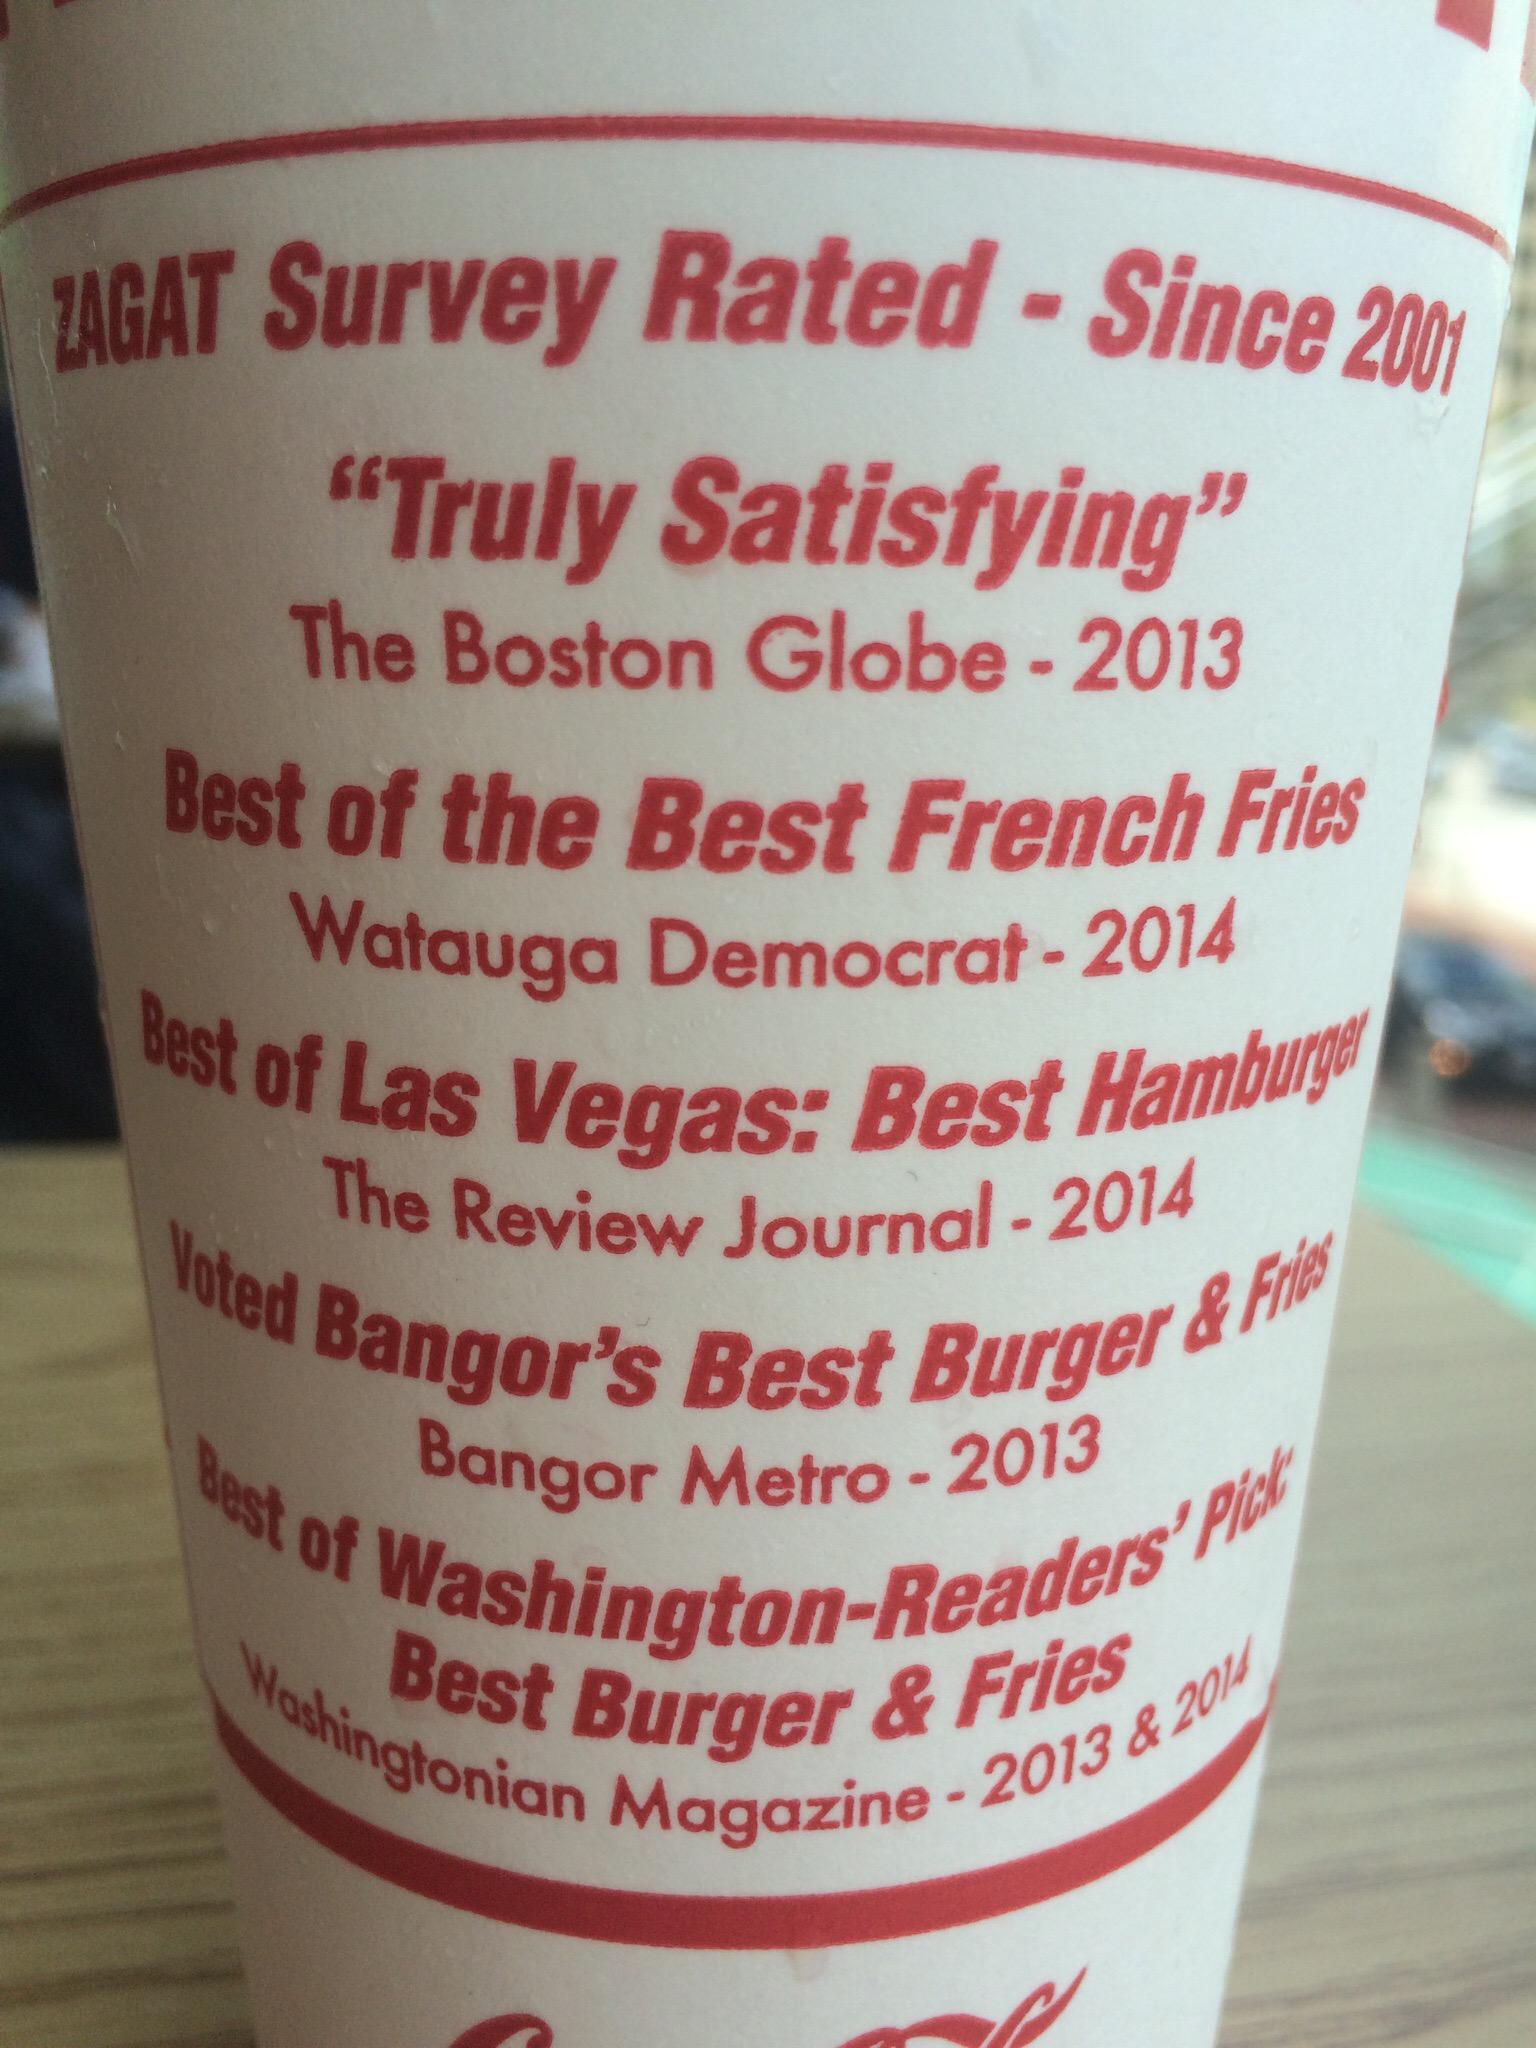 ZAGAT Survey Rated - Since 2001
“Truly Satisfying”
The Boston Globe - 2013
Best of the Best French Fries
Watauga Democrat - 2014
Best of Las Vegas: Best Hamburger
The Review Journal - 2014
Voted Bangor’s Best Burger & Fries
Bangor Metro - 2013
Best of Washington-Readers’ Pick:
Best Burger & Fries
Washingtonian Magazine - 2013 & 2014